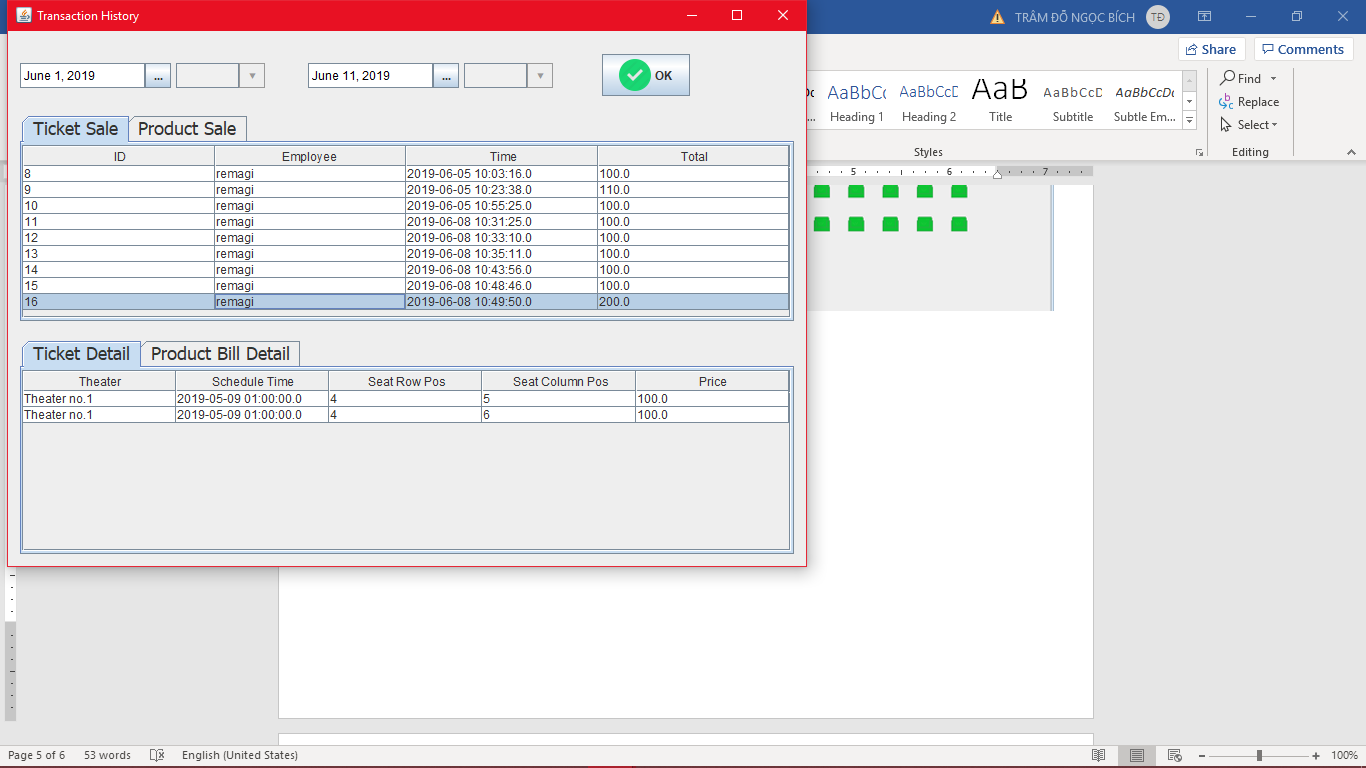 Transaction History
TRÂM ĐỖ NGỌC BÍCH TĐ
Share Comments
June 1, 2019 ... June 11, 2019 ... OK
AaBbCc AaBbCcD AaB AaBbCcD AaBbCcDc
Heading 1 Heading 2 Title Subtitle Subtle Em...
Find
Replace
Select
Styles Editing
Ticket Sale Product Sale
ID Employee Time Total
8 remagi 2019-06-05 10:03:16.0 100.0
9 remagi 2019-06-05 10:23:38.0 110.0
10 remagi 2019-06-05 10:55:25.0 100.0
11 remagi 2019-06-08 10:31:25.0 100.0
12 remagi 2019-06-08 10:33:10.0 100.0
13 remagi 2019-06-08 10:35:11.0 100.0
14 remagi 2019-06-08 10:43:56.0 100.0
15 remagi 2019-06-08 10:48:46.0 100.0
16 remagi 2019-06-08 10:49:50.0 200.0
5 6 7
Ticket Detail Product Bill Detail
Theater Schedule Time Seat Row Pos Seat Column Pos Price
Theater no.1 2019-05-09 01:00:00.0 4 5 100.0
Theater no.1 2019-05-09 01:00:00.0 4 6 100.0
Page 5 of 6 53 words English (United States) 100%